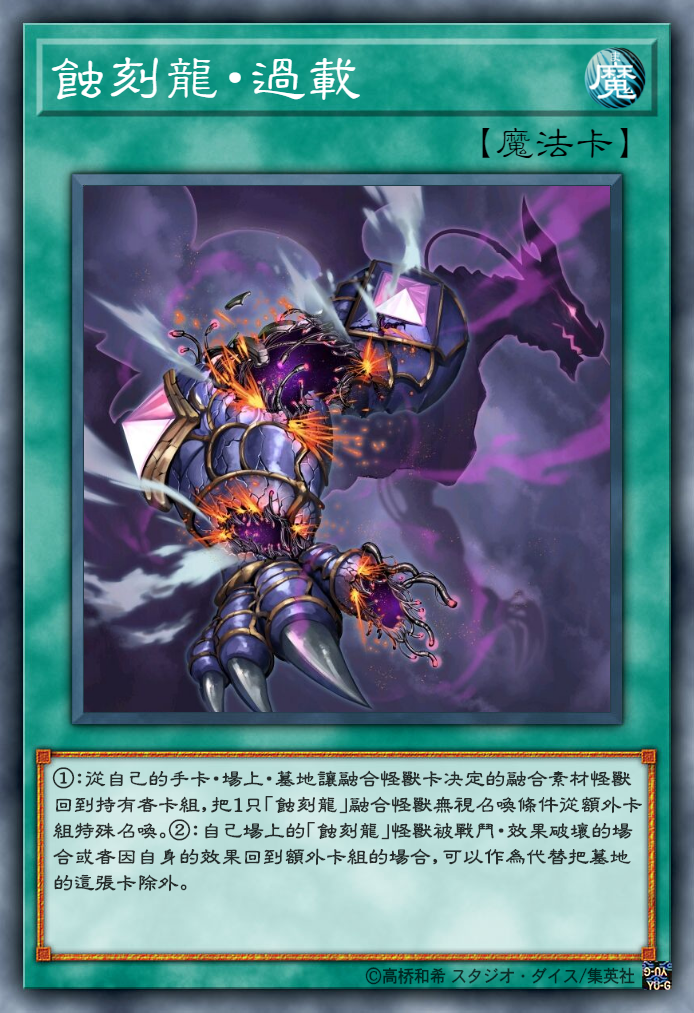 蝕刻龍・過載
魔
【魔法卡】
①：從自己的手卡・場上・墓地讓融合怪獸卡決定的融合素材怪獸
回到持有者卡組，把1只「蝕刻龍」融合怪獸無視召喚條件從額外卡
組特殊召喚。②：自己場上的「蝕刻龍」怪獸被戰鬥・效果破壞的場
合或者因自身的效果回到額外卡組的場合，可以作為代替把墓地
的這張卡除外。
©高桥和希 スタジオ・ダイス/集英社